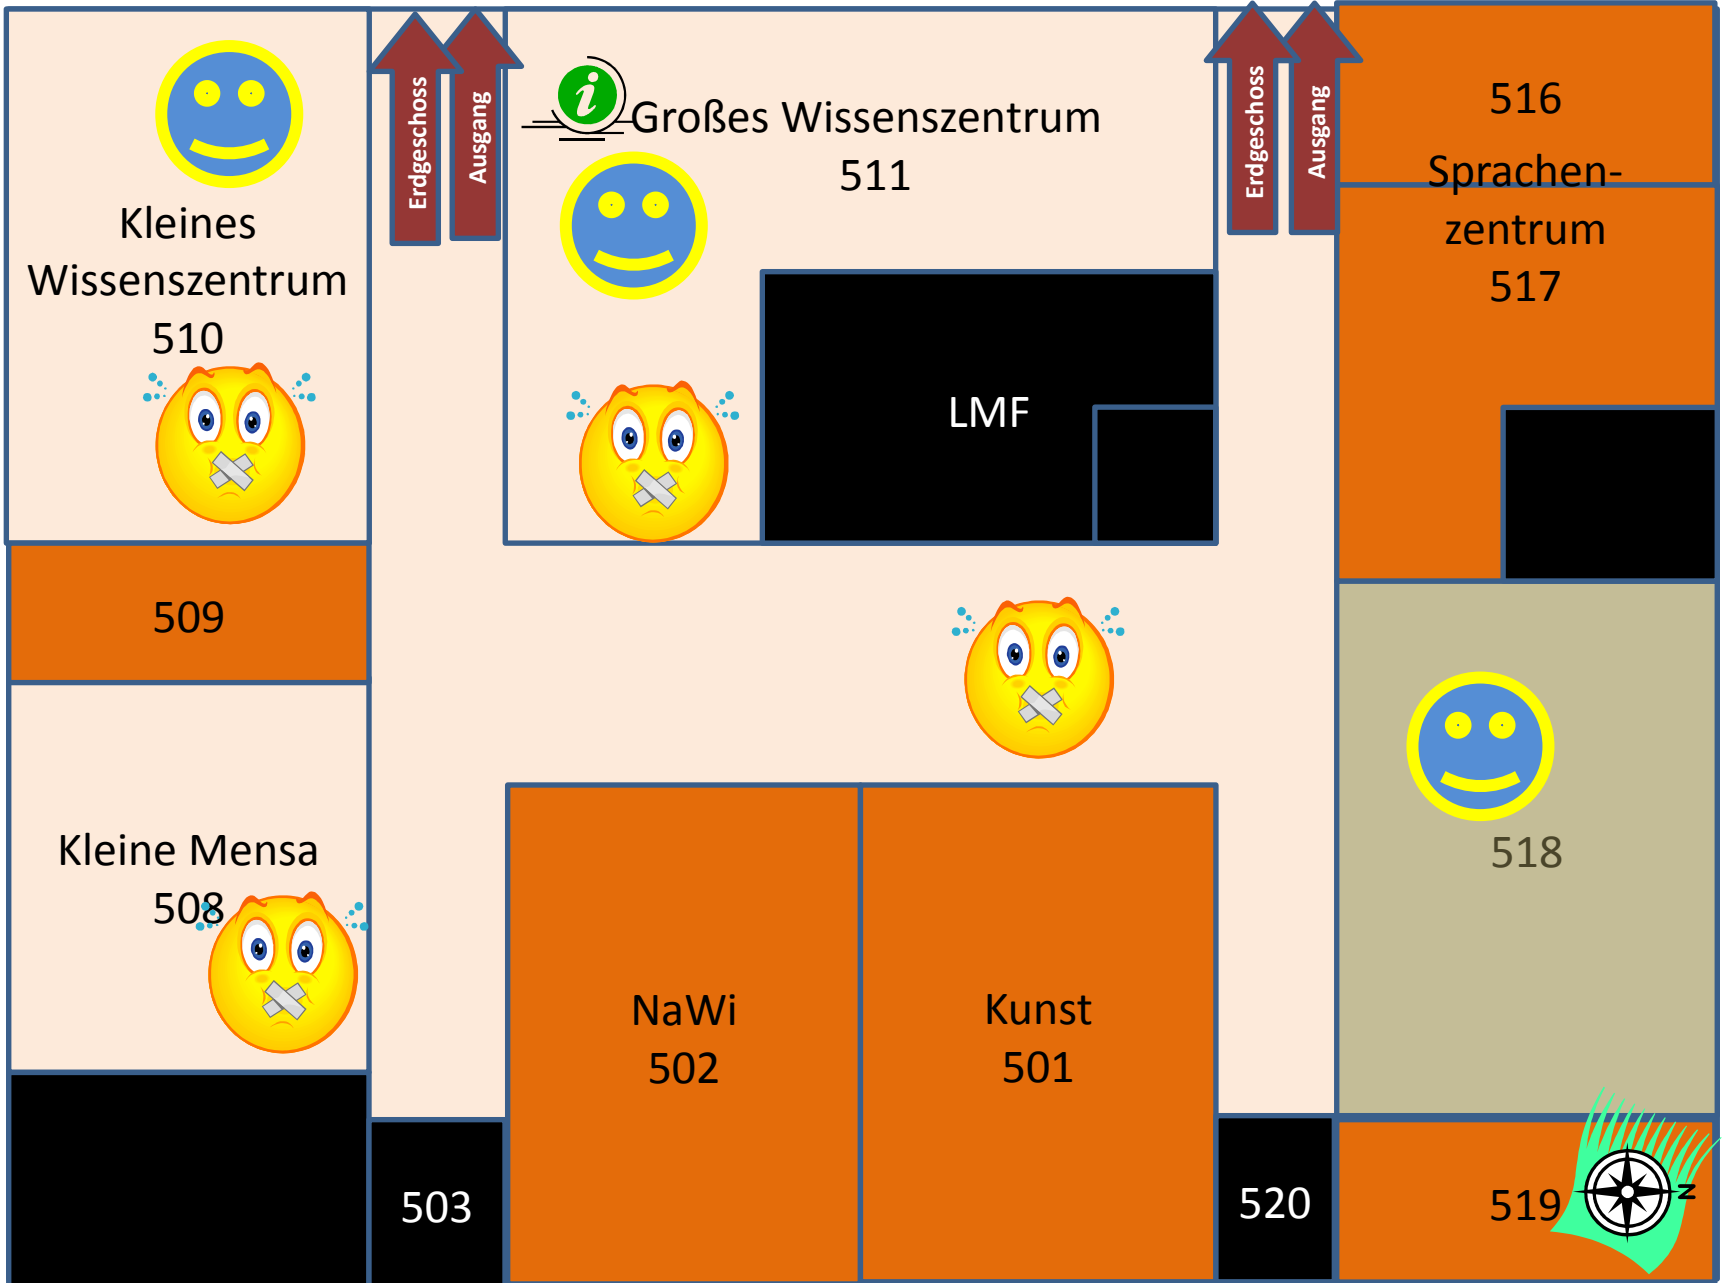 Erdgeschoss
Ausgang
Kleines
Wissenszentrum
510
i
Großes Wissenszentrum
511
Erdgeschoss
Ausgang
516
Sprachen-
zentrum
517
LMF
509
Kleine Mensa
508
518
NaWi
502
Kunst
501
503
520
519
N